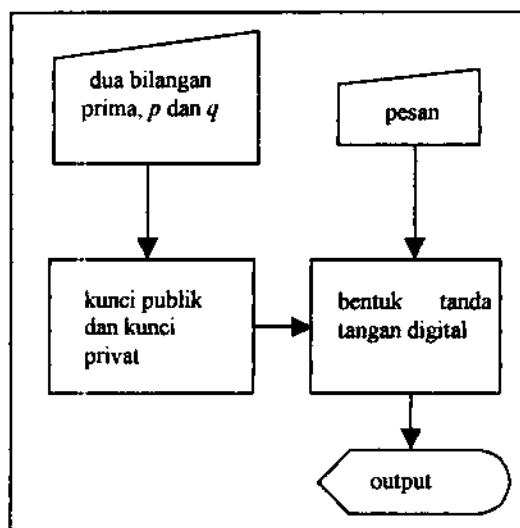 dua bilangan
prima, p dan q
pesan
kunci publik
dan kunci
privat
bentuk tanda
tangan digital
output